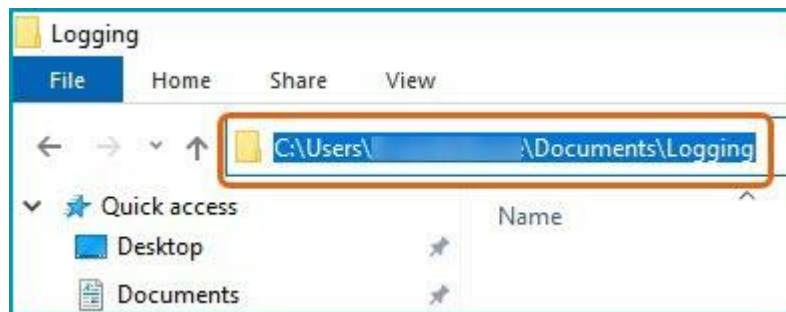 Logging
File Home Share View
C:\Users\ \Documents\Logging
Quick access
Name
Desktop
Documents